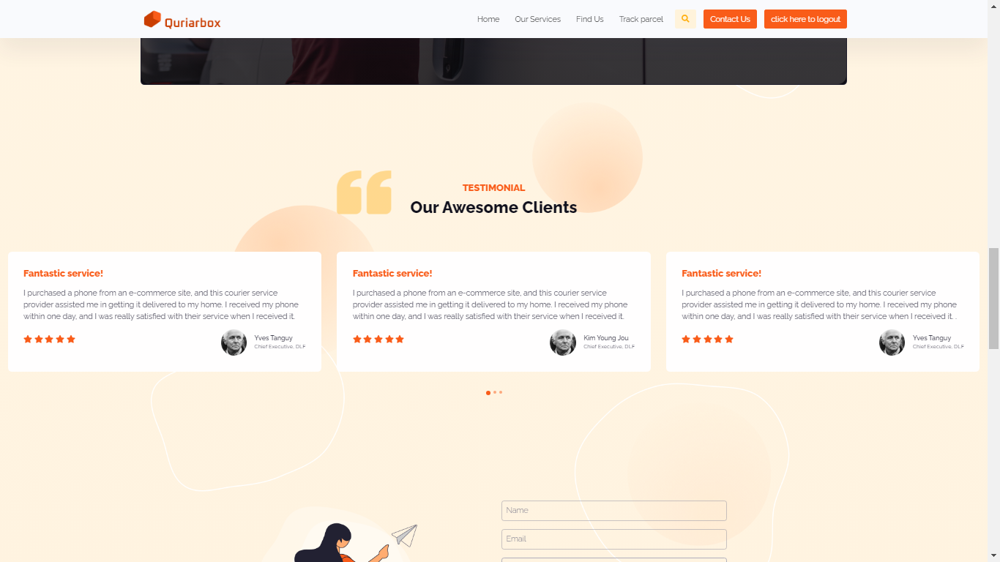 Quriarbox
Home Our Services Find Us Track parcel Contact Us click here to logout
TESTIMONIAL
Our Awesome Clients
Fantastic service!
I purchased a phone from an e-commerce site, and this courier service
provider assisted me in getting it delivered to my home. I received my phone
within one day, and I was really satisfied with their service when I received it.
Yves Tanguy
Chief Executive, DLF
Fantastic service!
I purchased a phone from an e-commerce site, and this courier service
provider assisted me in getting it delivered to my home. I received my phone
within one day, and I was really satisfied with their service when I received it.
Kim Young Jou
Chief Executive, DLF
Fantastic service!
I purchased a phone from an e-commerce site, and this courier service
provider assisted me in getting it delivered to my home. I received my phone
within one day, and I was really satisfied with their service when I received it. .
Yves Tanguy
Chief Executive, DLF
Name
Email